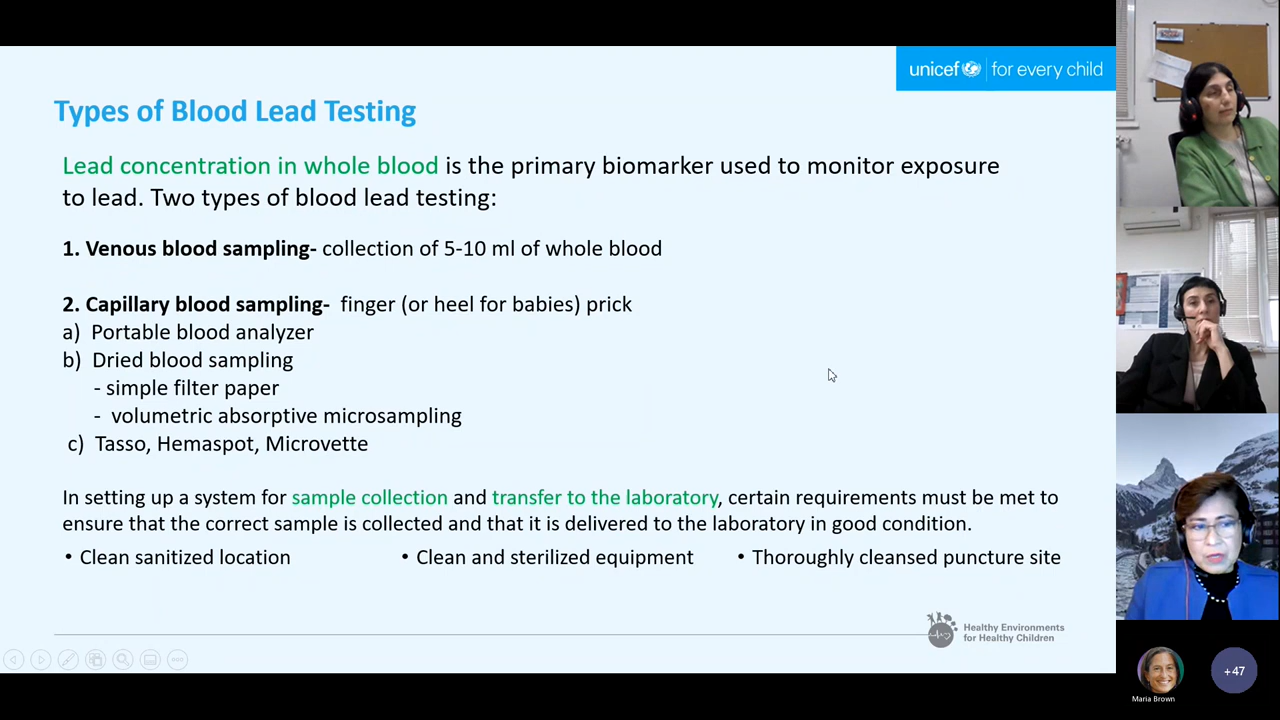 unicef for every child
Types of Blood Lead Testing
Lead concentration in whole blood is the primary biomarker used to monitor exposure
to lead. Two types of blood lead testing:
1. Venous blood sampling- collection of 5-10 ml of whole blood
2. Capillary blood sampling- finger (or heel for babies) prick
a) Portable blood analyzer
b) Dried blood sampling
- simple filter paper
- volumetric absorptive microsampling
c) Tasso, Hemaspot, Microvette
In setting up a system for sample collection and transfer to the laboratory, certain requirements must be met to
ensure that the correct sample is collected and that it is delivered to the laboratory in good condition.
• Clean sanitized location • Clean and sterilized equipment • Thoroughly cleansed puncture site
Healthy Environments
for Healthy Children
Maria Brown
+47